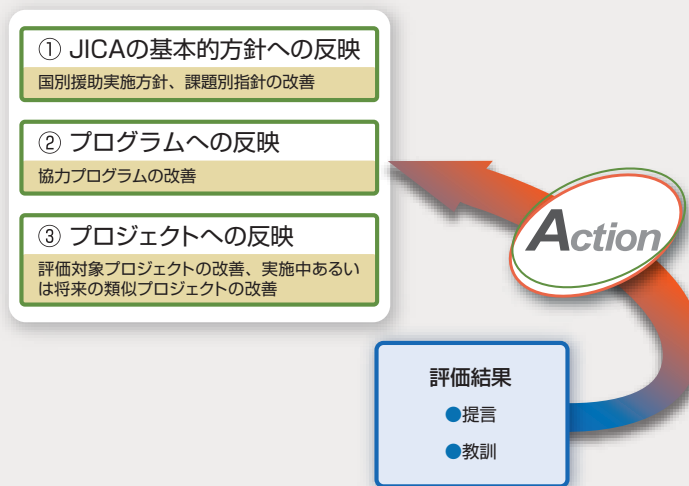 ① JICAの基本的方針への反映
国別援助実施方針、課題別指針の改善
② プログラムへの反映
協力プログラムの改善
③ プロジェクトへの反映
評価対象プロジェクトの改善、実施中あるい
は将来の類似プロジェクトの改善
Action
評価結果
●提言
●教訓